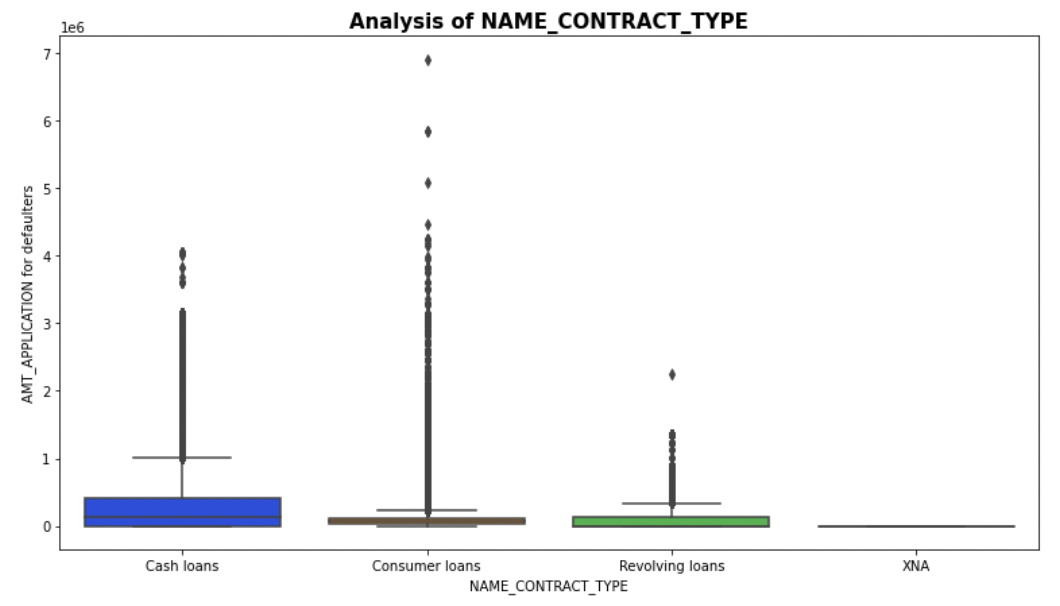 Analysis of NAME_CONTRACT_TYPE
1e6
7
6
5
4
3
2
1
0
AMT_APPLICATION for defaulters
Cash loans Consumer loans Revolving loans XNA
NAME_CONTRACT_TYPE